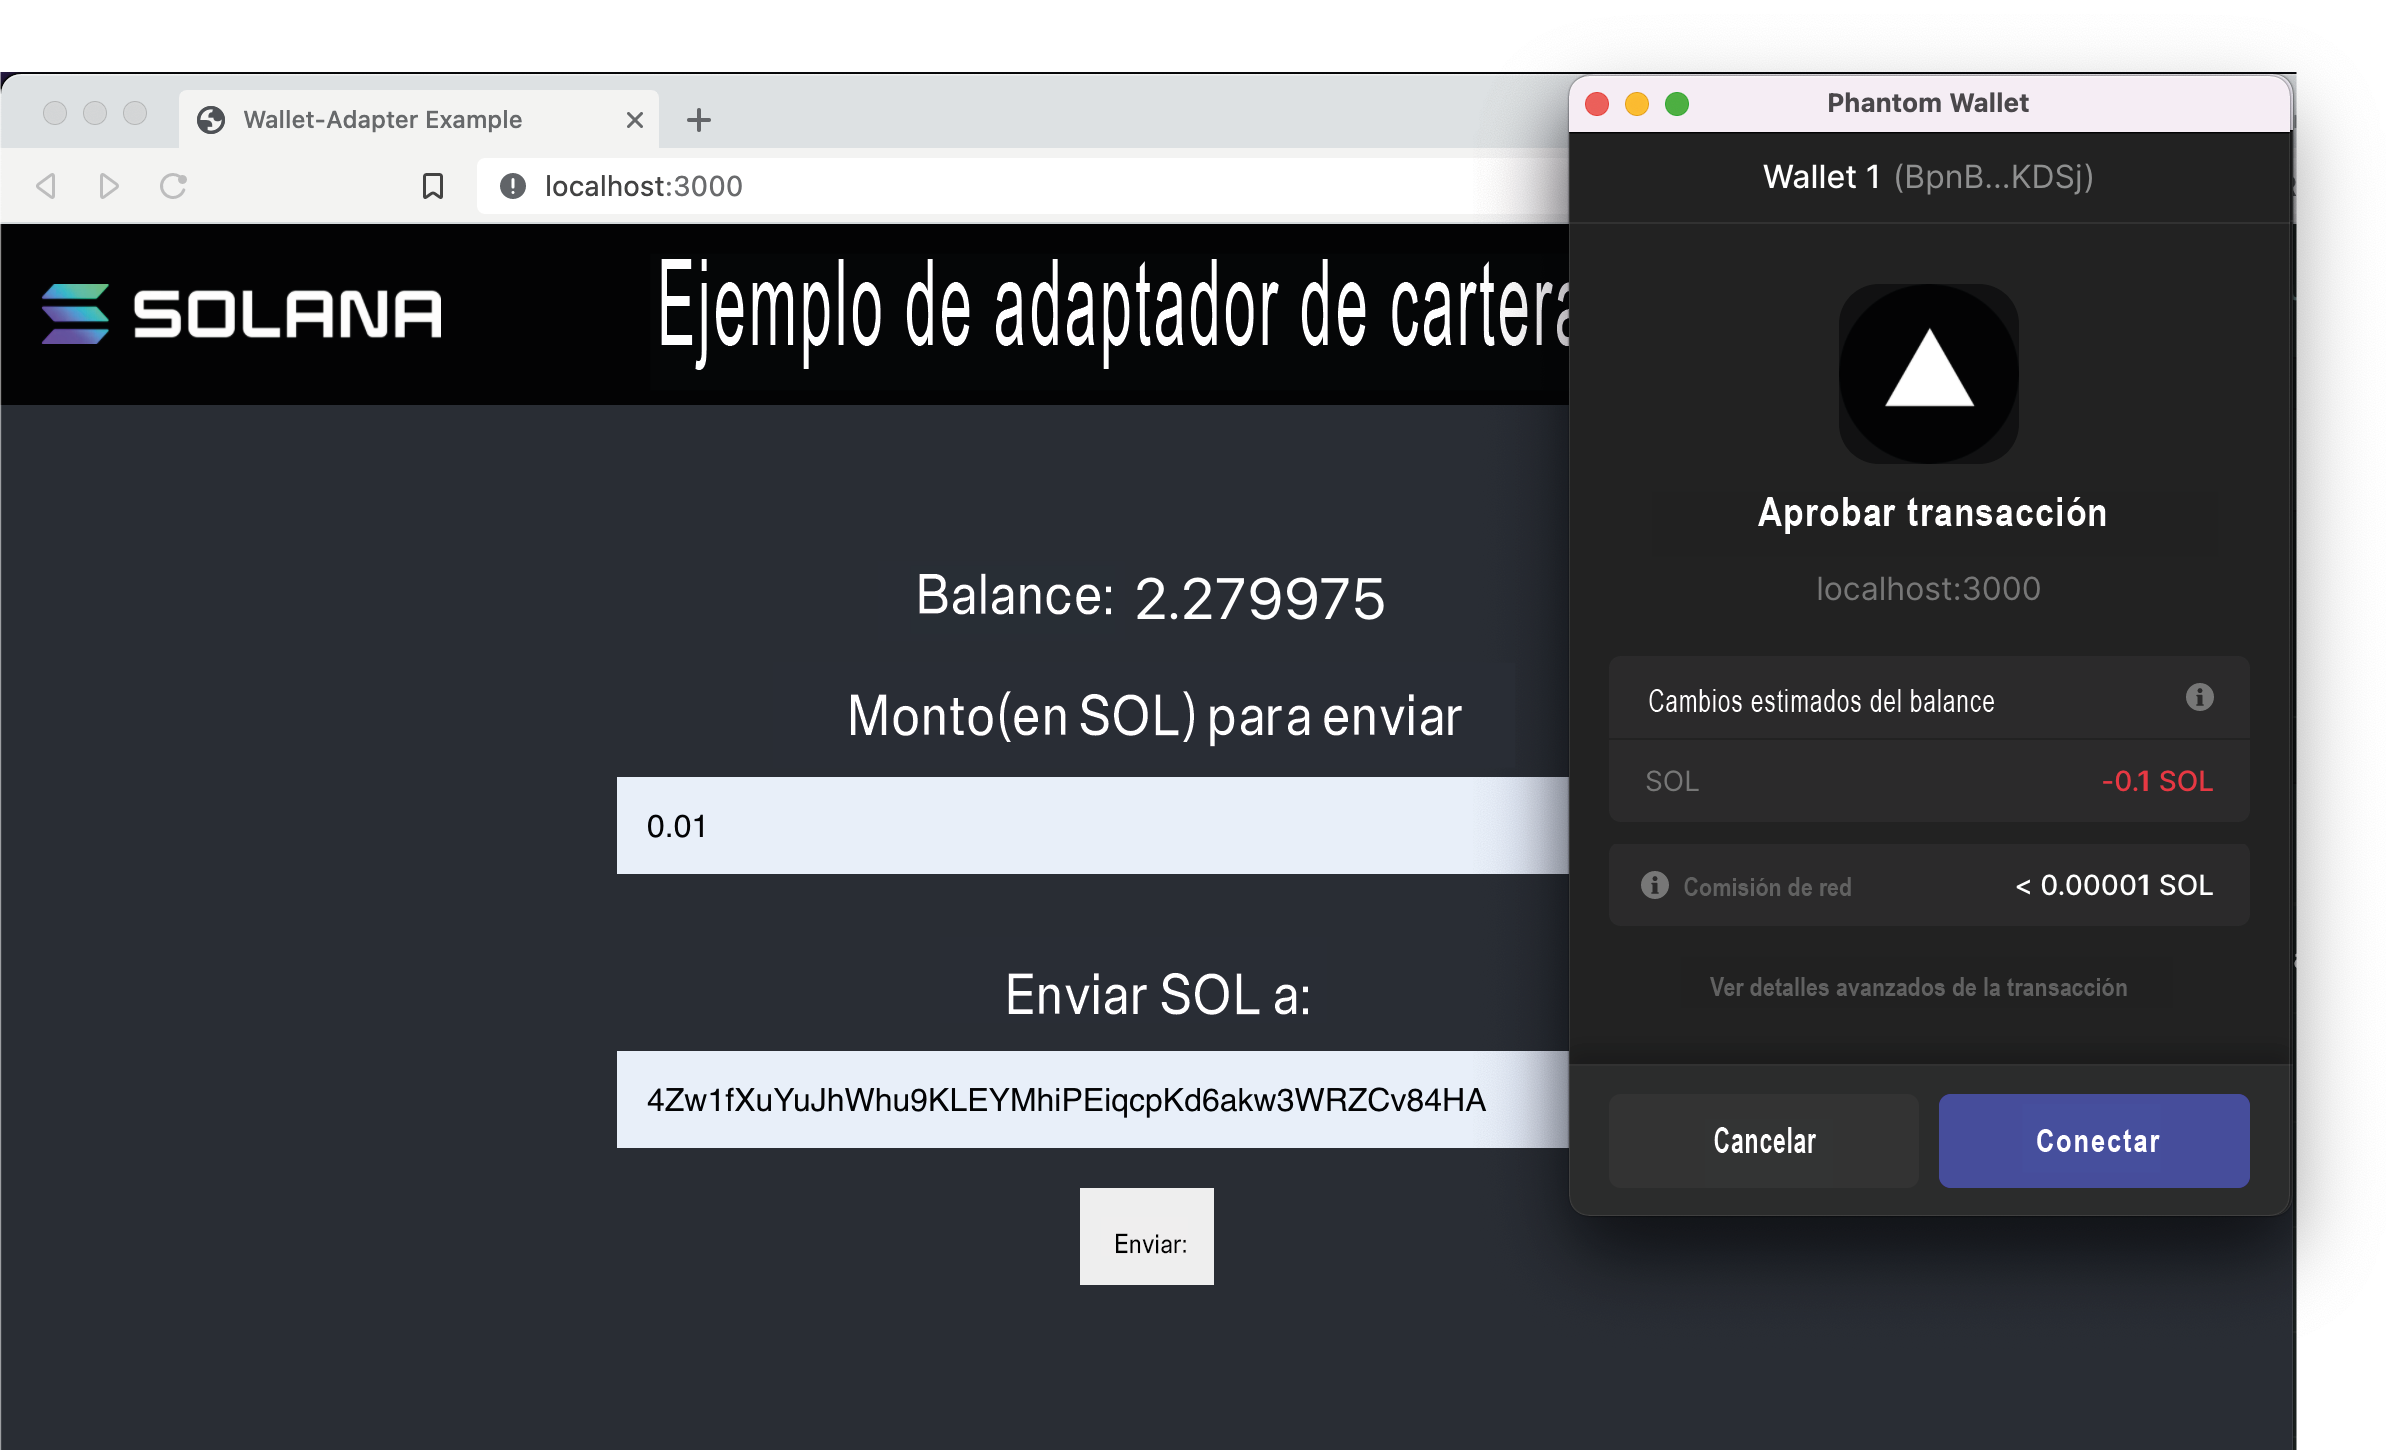 Wallet-Adapter Example
localhost:3000
SOLANA
Ejemplo de adaptador de cartera
Balance: 2.279975
Monto(en SOL) para enviar
0.01
Enviar SOL a:
4Zw1fXuYuJhWhu9KLEYMhiPEiqcpKd6akw3WRZCv84HA
Enviar:
Phantom Wallet
Wallet 1 (BpnB...KDSj)
Aprobar transacción
localhost:3000
Cambios estimados del balance
SOL -0.1 SOL
Comisión de red < 0.00001 SOL
Ver detalles avanzados de la transacción
Cancelar Conectar